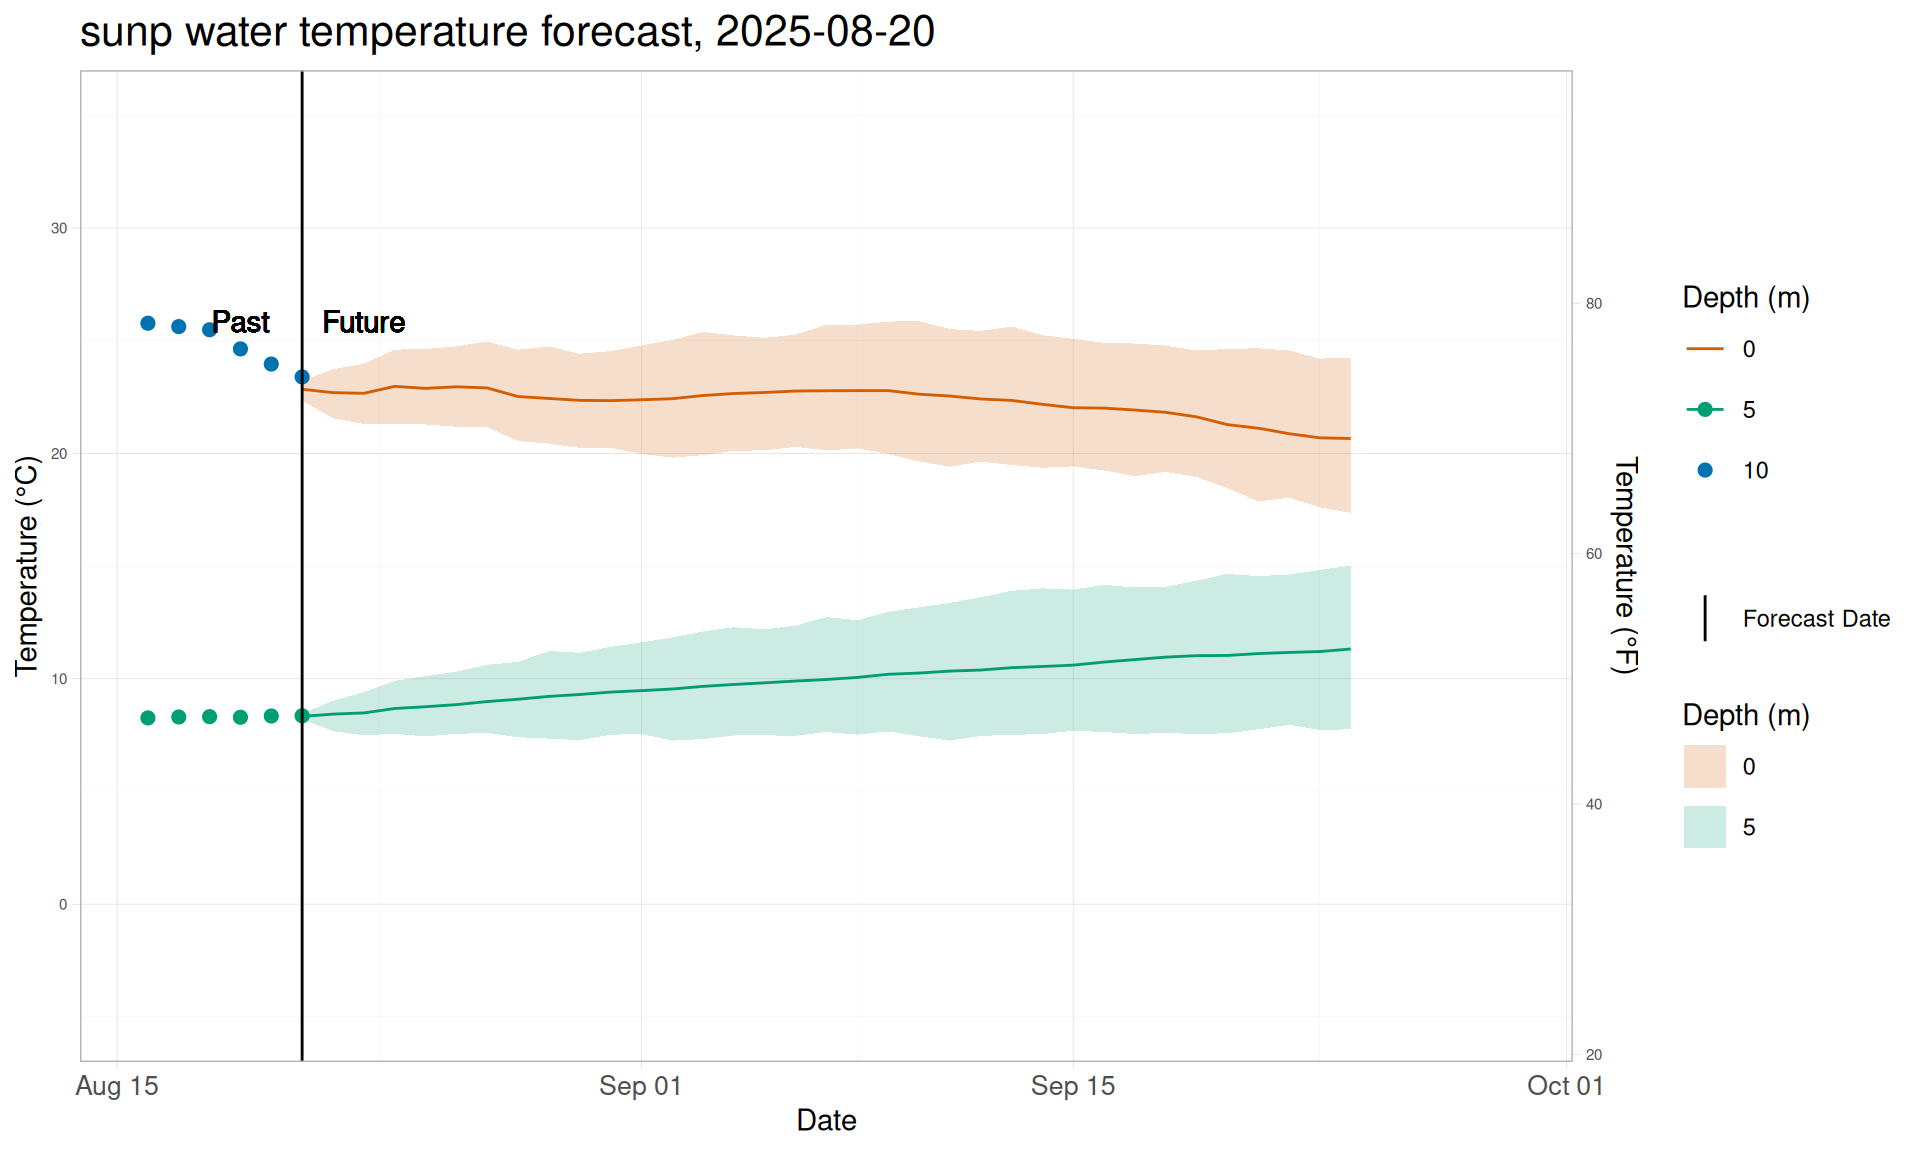 sunp water temperature forecast, 2025-08-20
Past
Future
30
20
10
0
Temperature (°C)
80
60
40
20
Temperature (°F)
Aug 15
Sep 01
Sep 15
Oct 01
Date
Depth (m)
0
5
10
Forecast Date
Depth (m)
0
5